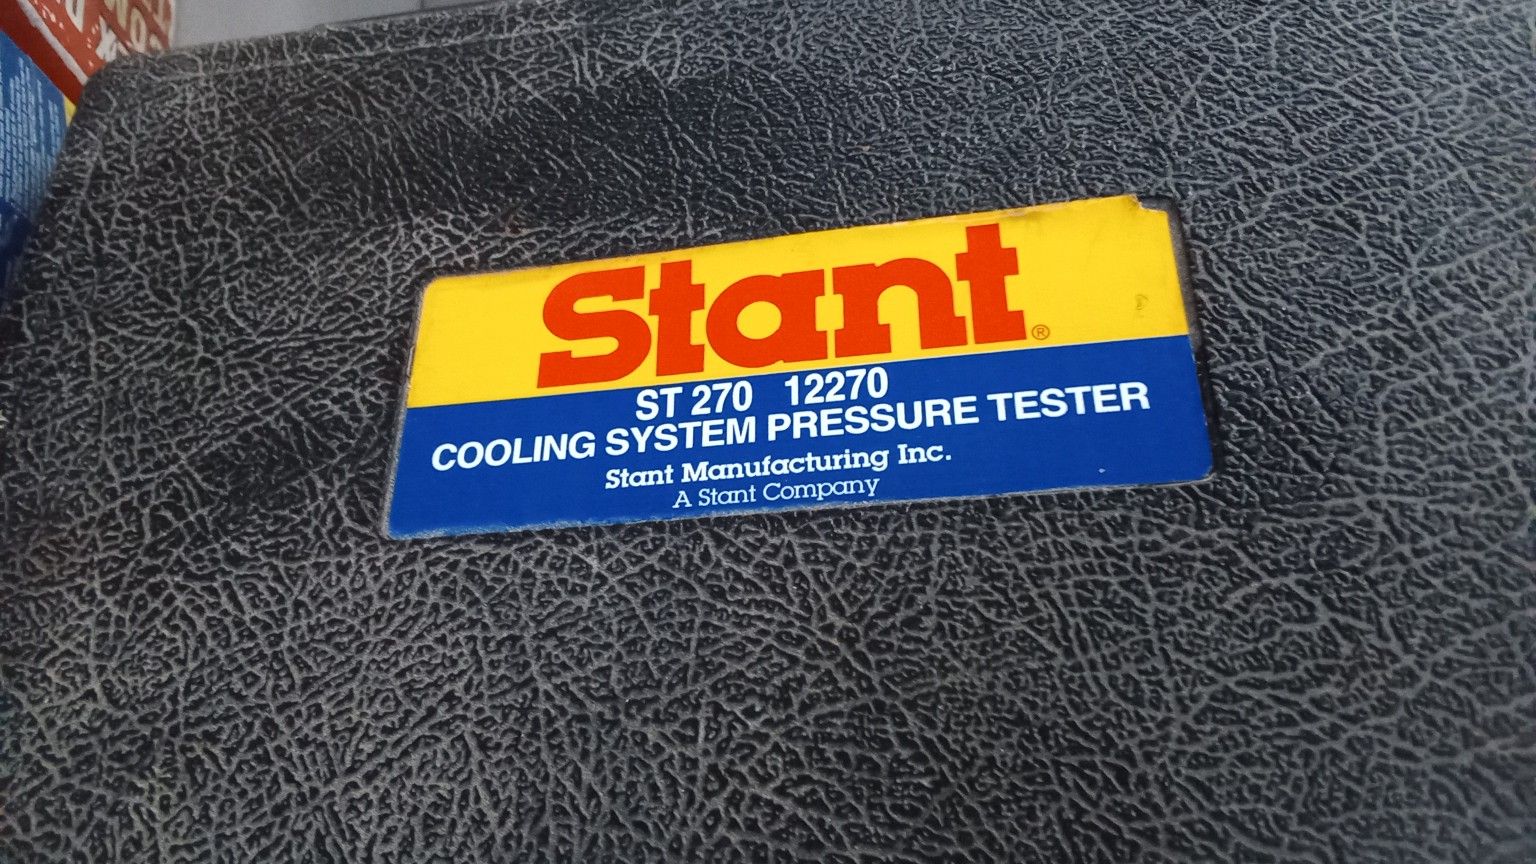 Stant®
ST 270 12270
COOLING SYSTEM PRESSURE TESTER
Stant Manufacturing Inc.
A Stant Company